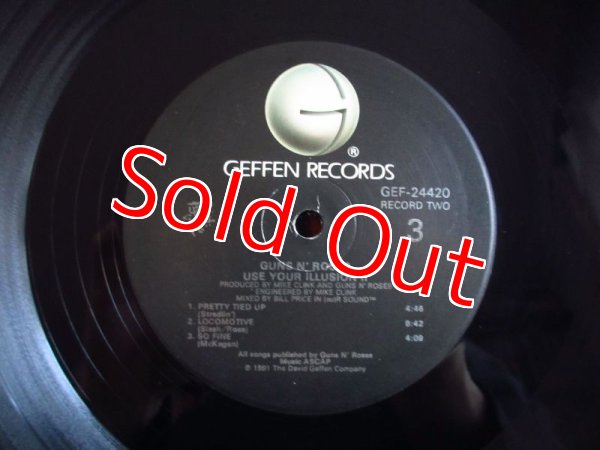 ®
GEFFEN RECORDS
GEF-24420
RECORD TWO
3
Sold Out
GUNS N' ROSES
USE YOUR ILLUSION
PRODUCED BY MIKE CLINK AND GUNS N' ROSES
ENGINEERED BY MIKE CLINK
MIXED BY BILL PRICE IN SOUND™
1. PRETTY TIED UP 4:46
(Stradlin')
2. LOCOMOTIVE 8:42
(Slash/Rose)
3. SO FINE 4:09
(McKagan)
All songs published by Guns N' Roses
Music ASCAP
℗ 1991 The David Geffen Company